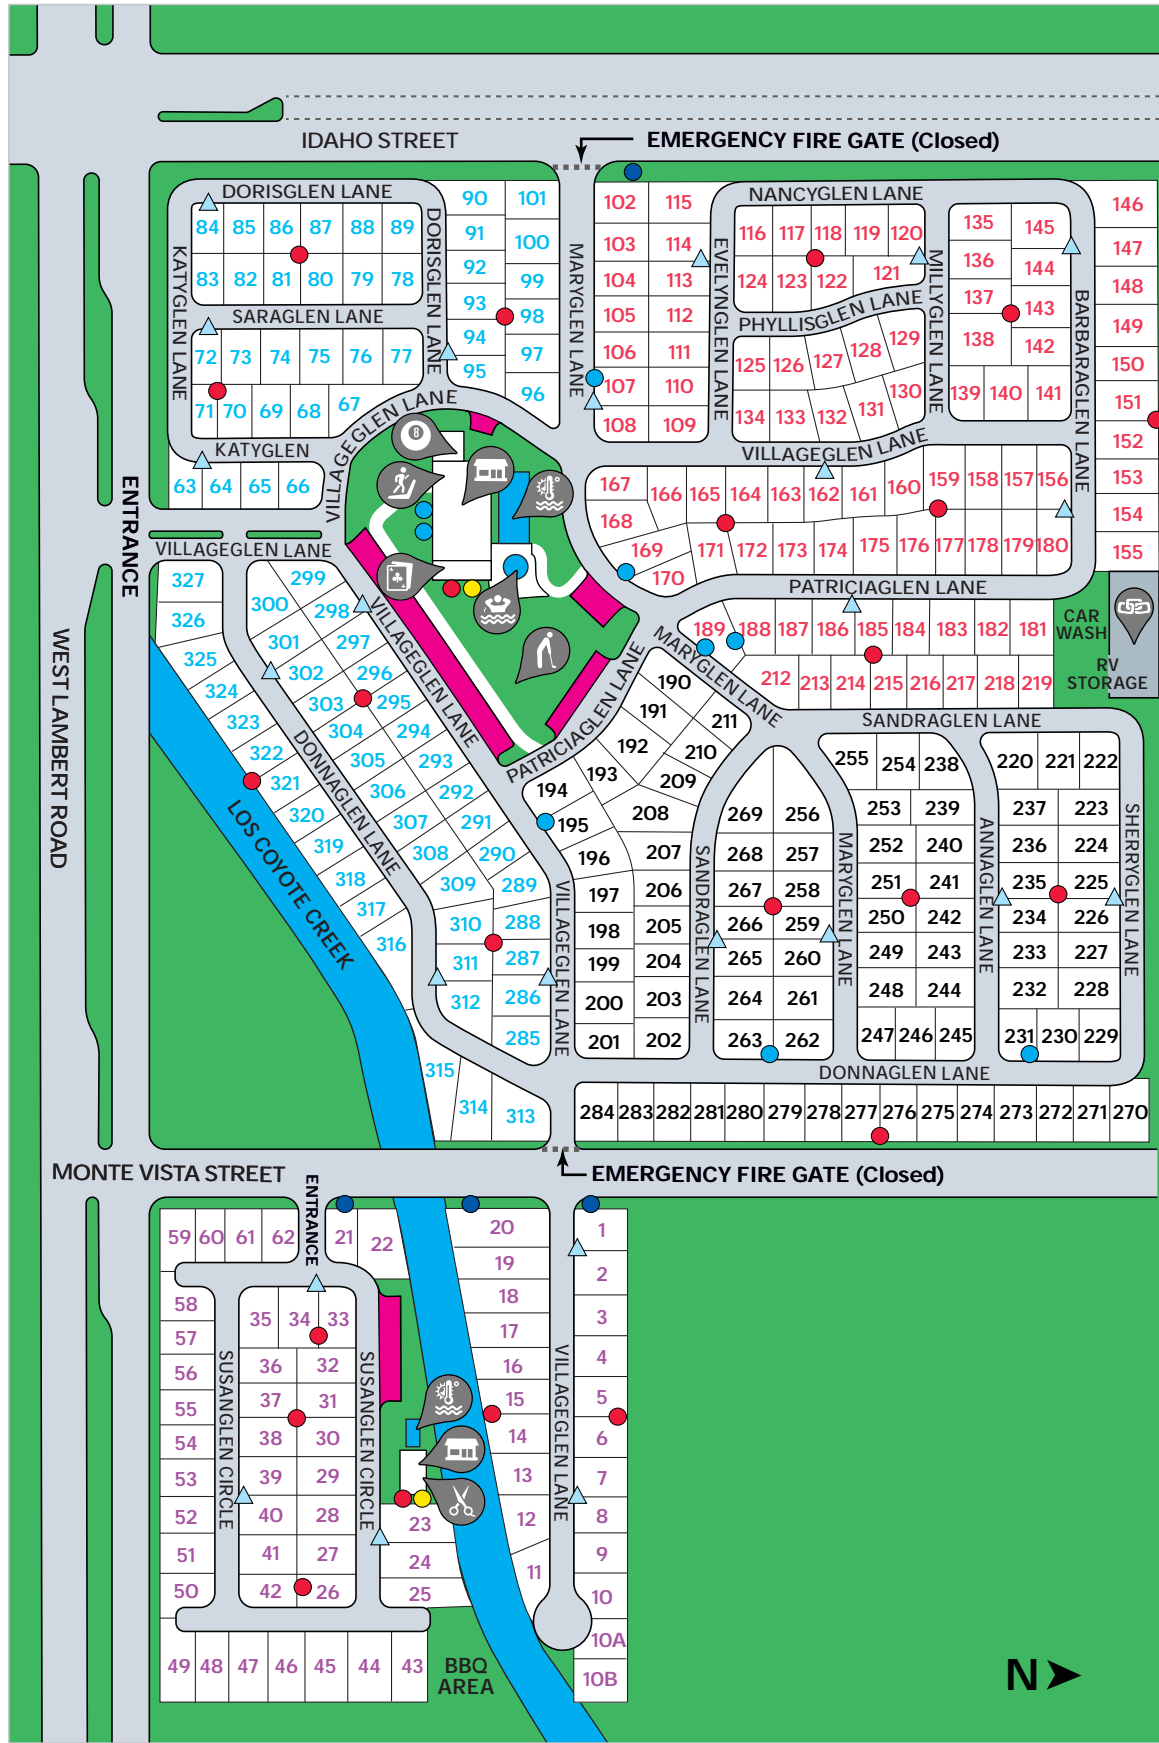 IDAHO STREET
EMERGENCY FIRE GATE (Closed)
DORISGLEN LANE
84 85 86 87 88 89
83 82 81 80 79 78
KATYGLEN LANE
SARAGLEN LANE
72 73 74 75 76 77
71 70 69 68 67
KATYGLEN
63 64 65 66
DORISGLEN LANE
90 101
91 100
92 99
93 98
94 97
95 96
VILLAGEGLEN LANE
MARYGLEN LANE
102 115
103 114
104 113
105 112
106 111
107 110
108 109
EVELYNGLEN LANE
NANCYGLEN LANE
116 117 118 119 120
124 123 122 121
PHYLLISGLEN LANE
125 126 127 128 129
134 133 132 131 130
MILLYGLEN LANE
135 145
136 144
137 143
138 142
139 140 141
BARBARAGLEN LANE
146
147
148
149
150
151
152
153
154
155
VILLAGEGLEN LANE
167 166 165 164 163 162 161 160 159 158 157 156
168
169 170 171 172 173 174 175 176 177 178 179 180
PATRICIAGLEN LANE
189 188 187 186 185 184 183 182 181
212 213 214 215 216 217 218 219
CAR
WASH
RV
STORAGE
8
ENTRANCE
WEST LAMBERT ROAD
VILLAGEGLEN LANE
327
326
325
324
323
322
321
320
319
318
317
316
315
314
313
299
300 298
301 297
302 296
303 295
304 294
305 293
306 292
307 291
308 290
309 289
310 288
311 287
312 286
285
VILLAGEGLEN LANE
DONNAGLEN LANE
LOS COYOTE CREEK
PATRICIAGLEN LANE
MARYGLEN LANE
190
191 211
192 210
193 209
194 208
195
196 207
197 206
198 205
199 204
200 203
201 202
VILLAGEGLEN LANE
SANDRAGLEN LANE
SANDRAGLEN LANE
269 256
268 257
267 258
266 259
265 260
264 261
263 262
MARYGLEN LANE
255 254 238
253 239
252 240
251 241
250 242
249 243
248 244
247 246 245
ANNAGLEN LANE
220 221 222
237 223
236 224
235 225
234 226
233 227
232 228
231 230 229
SHERRYGLEN LANE
DONNAGLEN LANE
284 283 282 281 280 279 278 277 276 275 274 273 272 271 270
MONTE VISTA STREET
EMERGENCY FIRE GATE (Closed)
ENTRANCE
59 60 61 62
21 22
58
57
56
55
54
53
52
51
50
SUSANGLEN CIRCLE
35 34 33
36 32
37 31
38 30
39 29
40 28
41 27
42 26
SUSANGLEN CIRCLE
23
24
25
49 48 47 46 45 44 43
BBQ
AREA
20
19
18
17
16
15
14
13
12
11
VILLAGEGLEN LANE
1
2
3
4
5
6
7
8
9
10
10A
10B
N